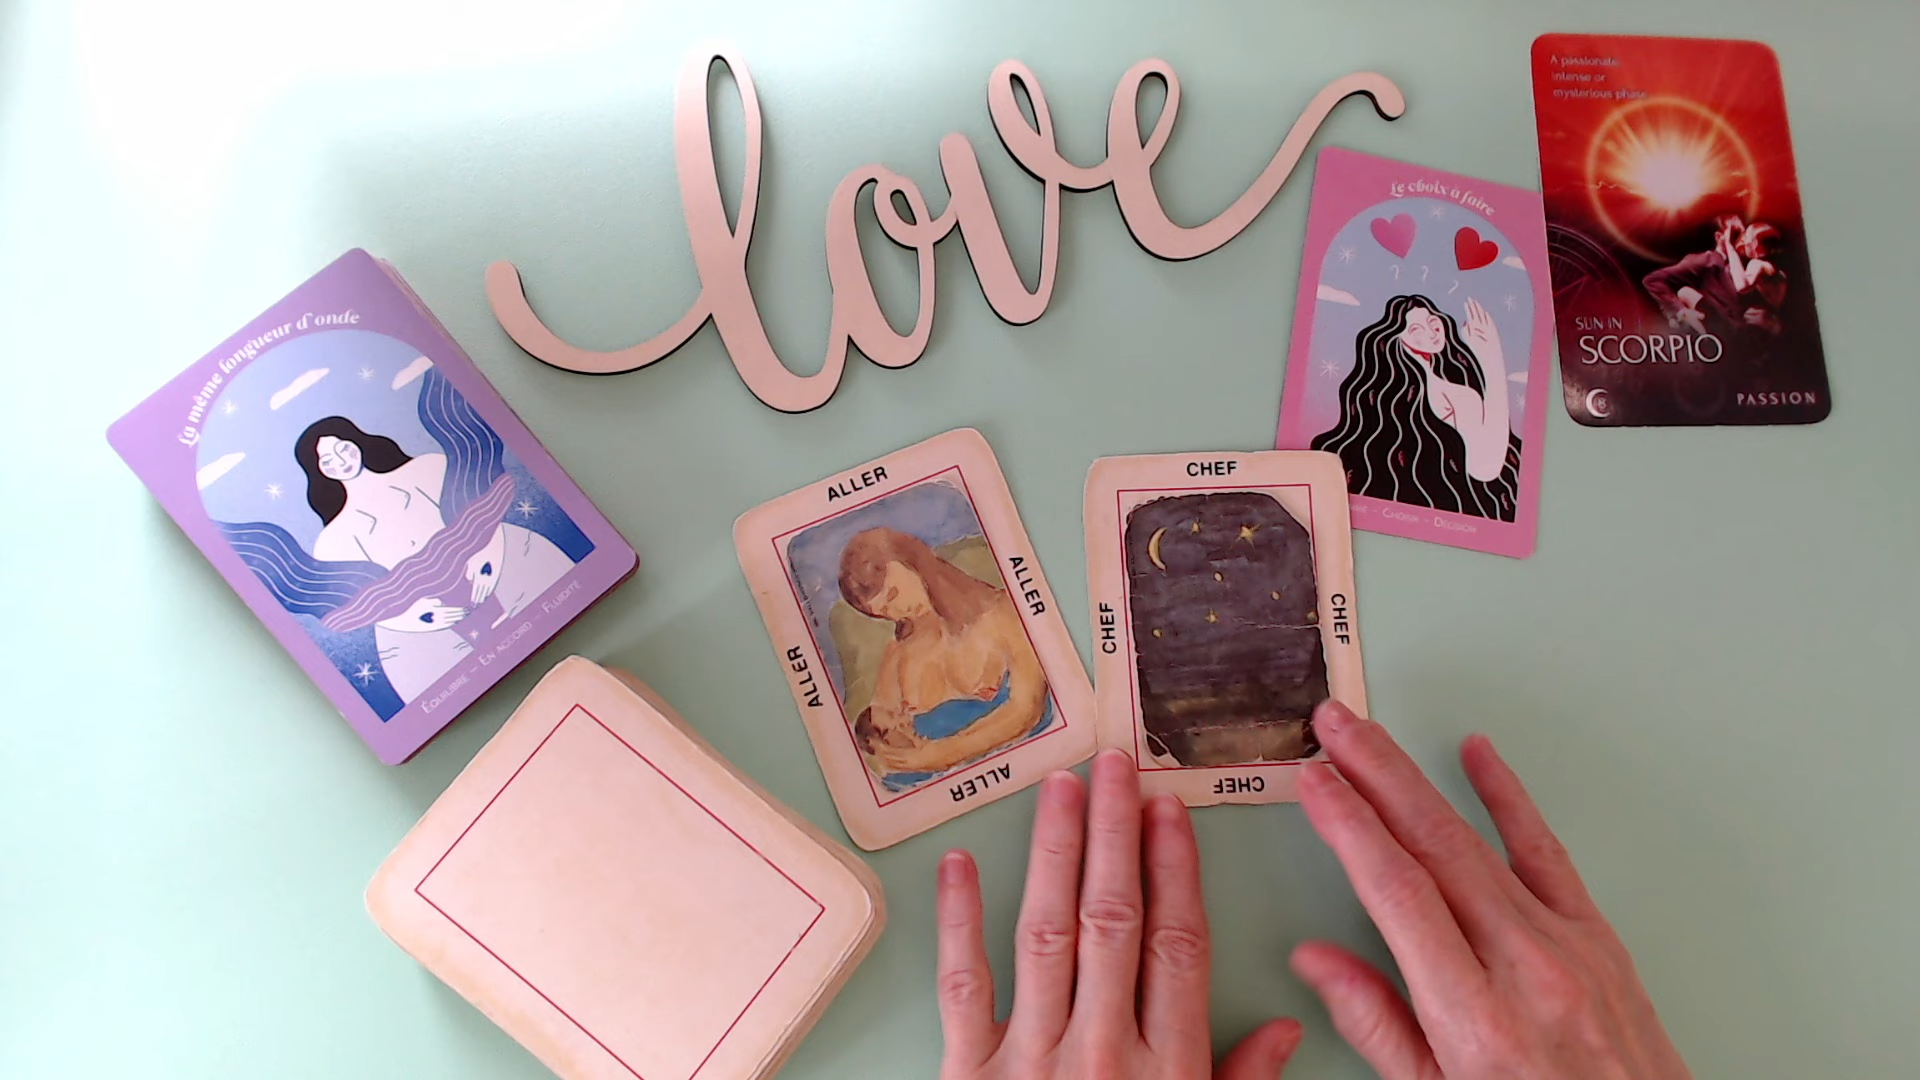 love
A passionate,
intense or
mysterious phase
SUN IN
SCORPIO
PASSION
Le choix à faire
- Choisir - Décision
La même longueur d'onde
Équilibre - En accord - Fluidité
ALLER
ALLER
ALLER
ALLER
CHEF
CHEF
CHEF
CHEF